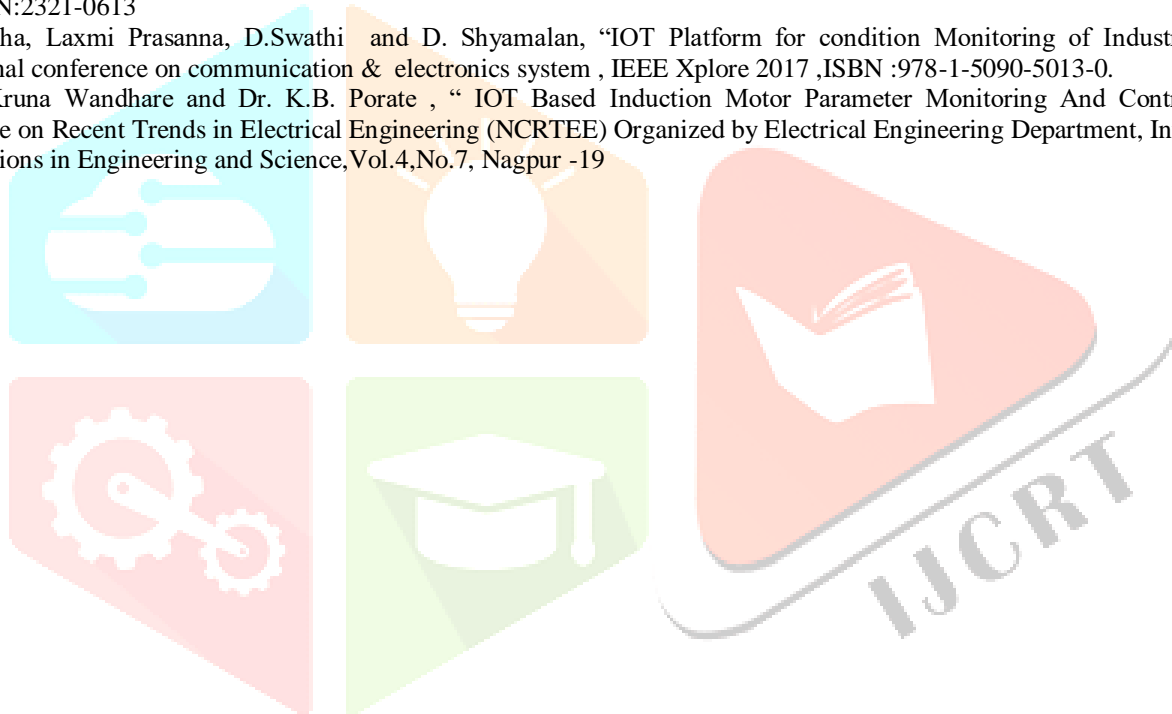 N:2321-0613
ha, Laxmi Prasanna, D.Swathi and D. Shyamalan, “IOT Platform for condition Monitoring of Industr
nal conference on communication & electronics system , IEEE Xplore 2017 ,ISBN :978-1-5090-5013-0.
Kruna Wandhare and Dr. K.B. Porate , “ IOT Based Induction Motor Parameter Monitoring And Contr
e on Recent Trends in Electrical Engineering (NCRTEE) Organized by Electrical Engineering Department, In
ions in Engineering and Science,Vol.4,No.7, Nagpur -19
IJCRT